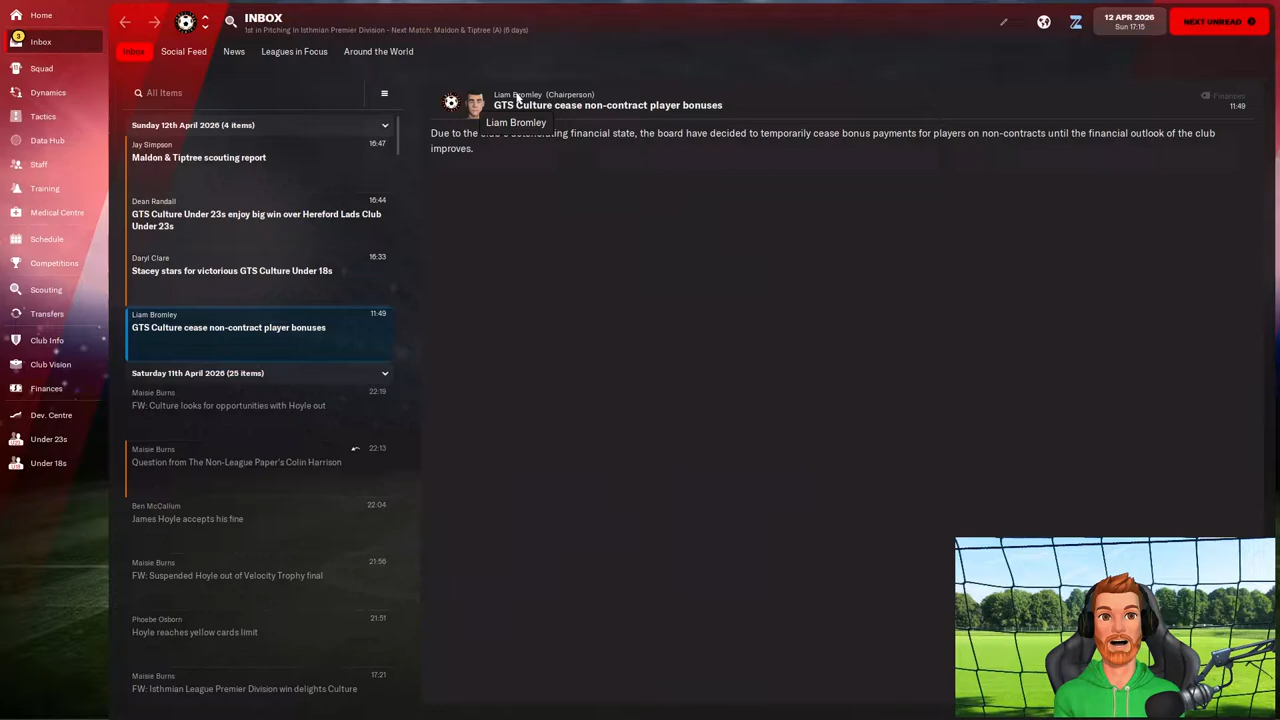 Home
3
Inbox
Squad
Dynamics
Tactics
Data Hub
Staff
Training
Medical Centre
Schedule
Competitions
Scouting
Transfers
Club Info
Club Vision
Finances
Dev. Centre
Under 23s
Under 18s
INBOX
1st in Pitching In Isthmian Premier Division - Next Match: Maldon & Tiptree (A) (6 days)
12 APR 2026
Sun 17:15
NEXT UNREAD
Inbox
Social Feed
News
Leagues in Focus
Around the World
All Items
Sunday 12th April 2026 (4 items)
Jay Simpson 16:47
Maldon & Tiptree scouting report
Dean Randall 16:44
GTS Culture Under 23s enjoy big win over Hereford Lads Club
Under 23s
Daryl Clare 16:33
Stacey stars for victorious GTS Culture Under 18s
Liam Bromley 11:49
GTS Culture cease non-contract player bonuses
Saturday 11th April 2026 (25 items)
Maisie Burns 22:19
FW: Culture looks for opportunities with Hoyle out
Maisie Burns 22:13
Question from The Non-League Paper's Colin Harrison
Ben McCallum 22:04
James Hoyle accepts his fine
Maisie Burns 21:56
FW: Suspended Hoyle out of Velocity Trophy final
Phoebe Osborn 21:51
Hoyle reaches yellow cards limit
Maisie Burns 17:21
FW: Isthmian League Premier Division win delights Culture
Liam Bromley (Chairperson)
GTS Culture cease non-contract player bonuses
Finances
11:49
Liam Bromley
Due to the club's deteriorating financial state, the board have decided to temporarily cease bonus payments for players on non-contracts until the financial outlook of the club
improves.